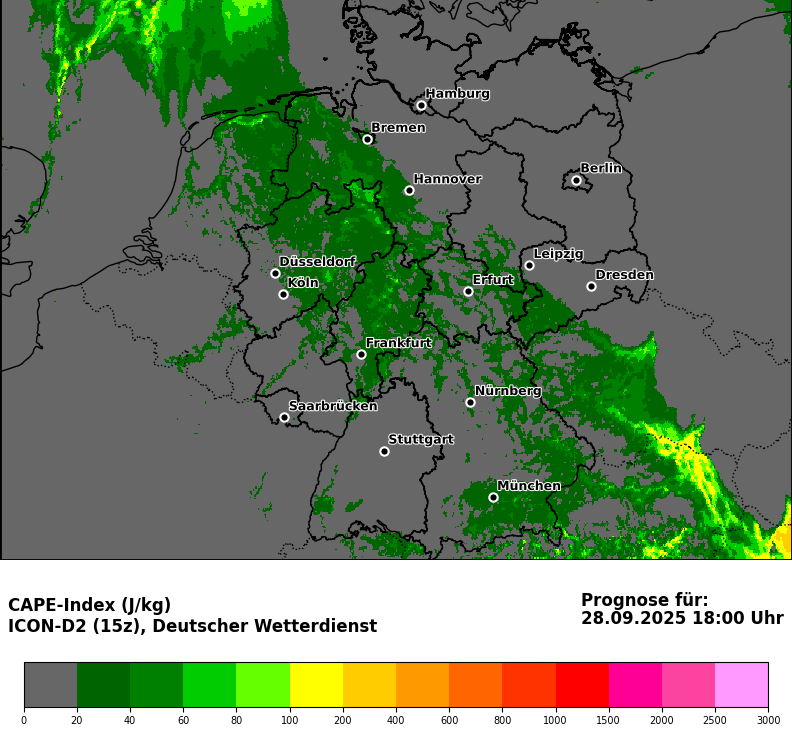 Hamburg
Bremen
Berlin
Hannover
Leipzig
Düsseldorf
Dresden
Köln
Erfurt
Frankfurt
Nürnberg
Saarbrücken
Stuttgart
München
CAPE-Index (J/kg)
ICON-D2 (15z), Deutscher Wetterdienst
Prognose für:
28.09.2025 18:00 Uhr
0 20 40 60 80 100 200 400 600 800 1000 1500 2000 2500 3000